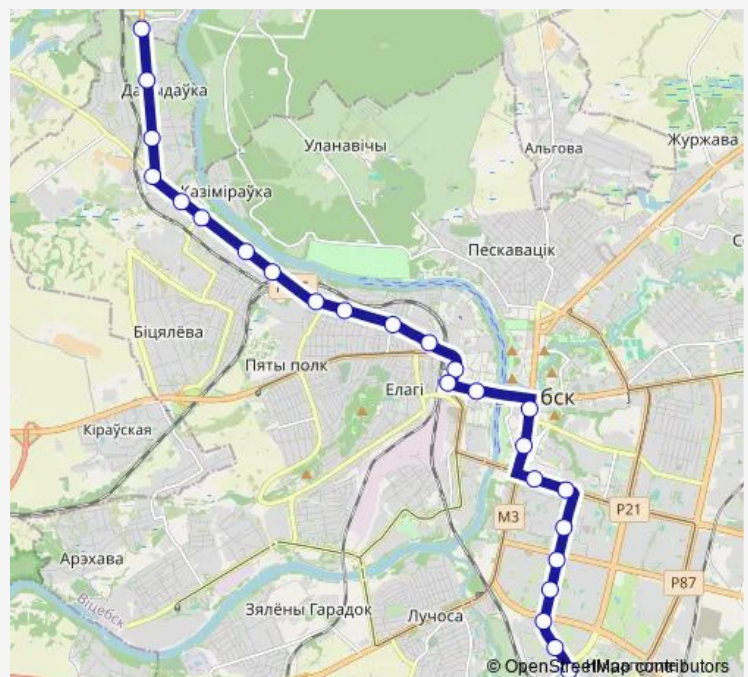 Уланавічы
Альгова
Журжава
Казіміраўка
Пескавацік
Біцялёва
Пяты полк
Елагі
бск
Кіраўская
M3
P21
Арэхава
P87
Віцебск
Зялёны Гарадок
Лучоса
© OpenStreetMap contributors